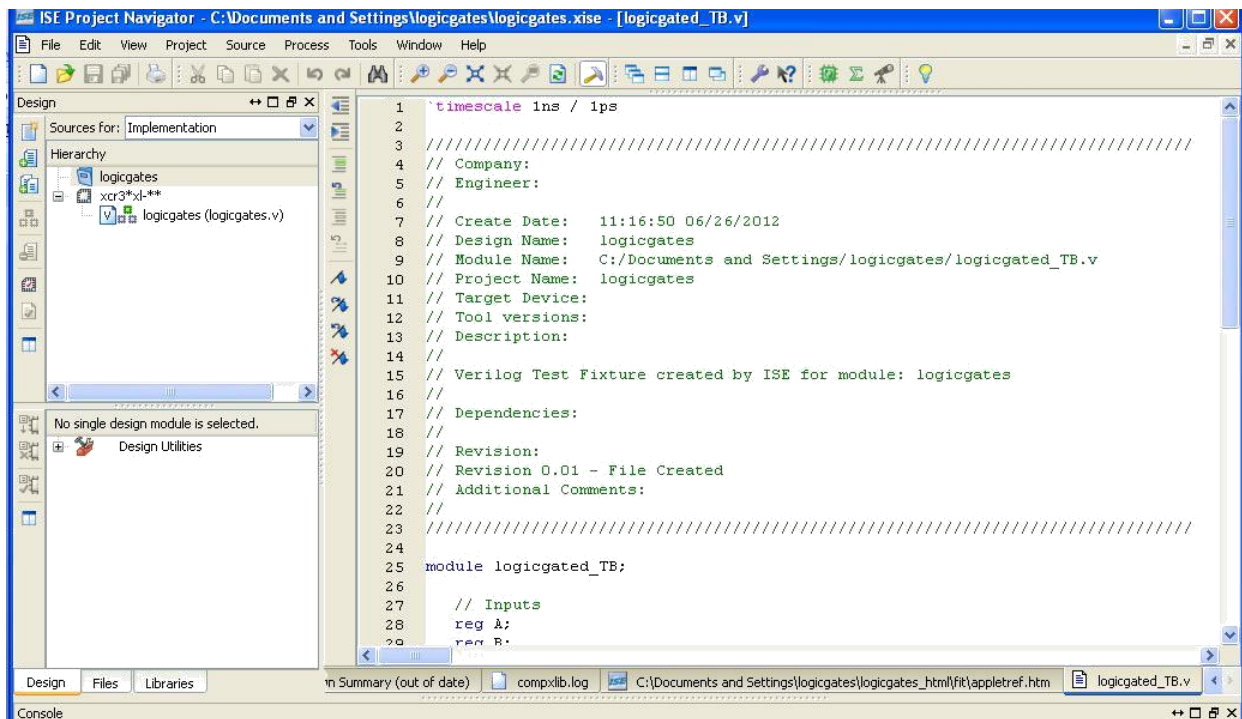 ISE Project Navigator - C:\Documents and Settings\logicgates\logicgates.xise - [logicgated_TB.v]
File Edit View Project Source Process Tools Window Help
Design
Sources for: Implementation
Hierarchy
logicgates
xcr3*xl-**
logicgates (logicgates.v)
No single design module is selected.
Design Utilities
1 `timescale 1ns / 1ps
2
3 ////////////////////////////////////////////////////////////////////////////////
4 // Company:
5 // Engineer:
6 //
7 // Create Date:   11:16:50 06/26/2012
8 // Design Name:   logicgates
9 // Module Name:   C:/Documents and Settings/logicgates/logicgated_TB.v
10 // Project Name:  logicgates
11 // Target Device:
12 // Tool versions:
13 // Description:
14 //
15 // Verilog Test Fixture created by ISE for module: logicgates
16 //
17 // Dependencies:
18 //
19 // Revision:
20 // Revision 0.01 - File Created
21 // Additional Comments:
22 //
23 ////////////////////////////////////////////////////////////////////////////////
24
25 module logicgated_TB;
26
27 // Inputs
28 reg A;
29 reg B;
Design Files Libraries
n Summary (out of date) compxlib.log C:\Documents and Settings\logicgates\logicgates_html\fit\appletref.htm logicgated_TB.v
Console